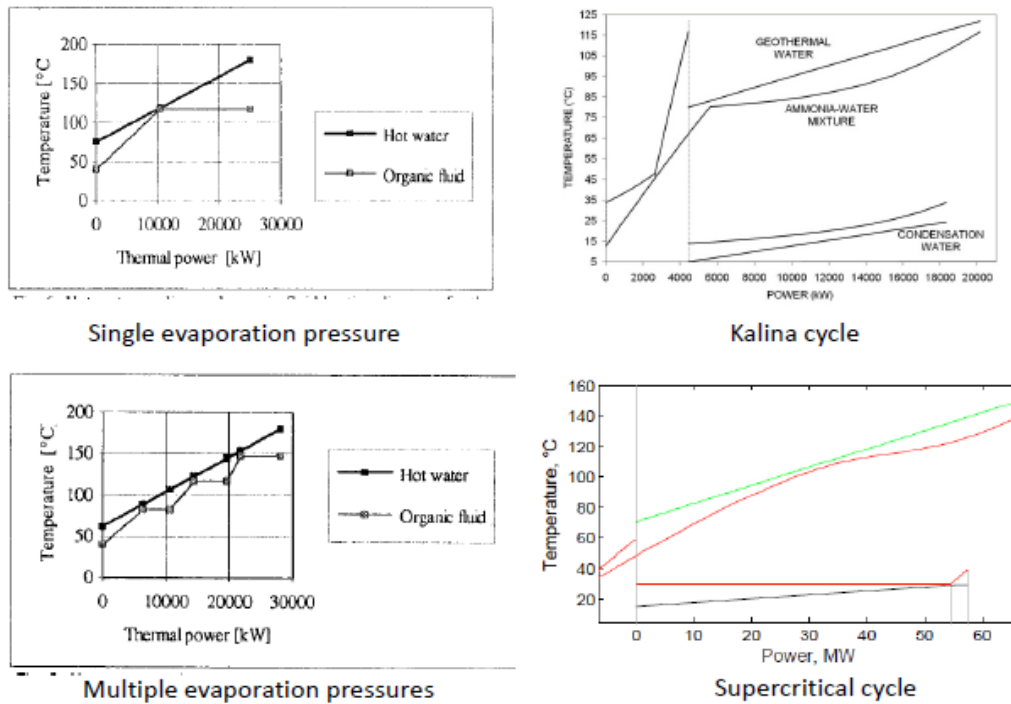 200
150
100
50
0
Temperature [°C
0 10000 20000 30000
Thermal power [kW]
Hot water
Organic fluid
Single evaporation pressure
125
115
105
95
85
75
65
55
45
35
25
15
5
TEMPERATURE (°C)
GEOTHERMAL
WATER
AMMONIA-WATER
MIXTURE
CONDENSATION
WATER
0 2000 4000 6000 8000 10000 12000 14000 16000 18000 20000
POWER (kW)
Kalina cycle
200
150
100
50
0
Temperature [°C
0 10000 20000 30000
Thermal power [kW]
Hot water
Organic fluid
Multiple evaporation pressures
160
140
120
100
80
60
40
20
Temperature, °C
0 10 20 30 40 50 60
Power, MW
Supercritical cycle